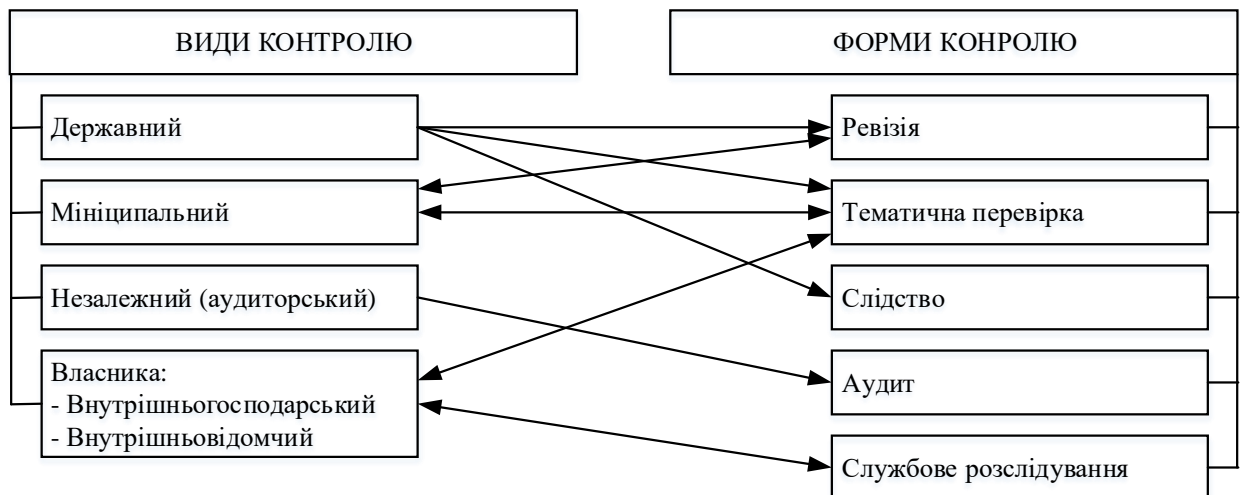 ВИДИ КОНТРОЛЮ
Державний
Мініципальний
Незалежний (аудиторський)
Власника:
- Внутрішньогосподарський
- Внутрішньовідомчий
ФОРМИ КОНРОЛЮ
Ревізія
Тематична перевірка
Слідство
Аудит
Службове розслідування